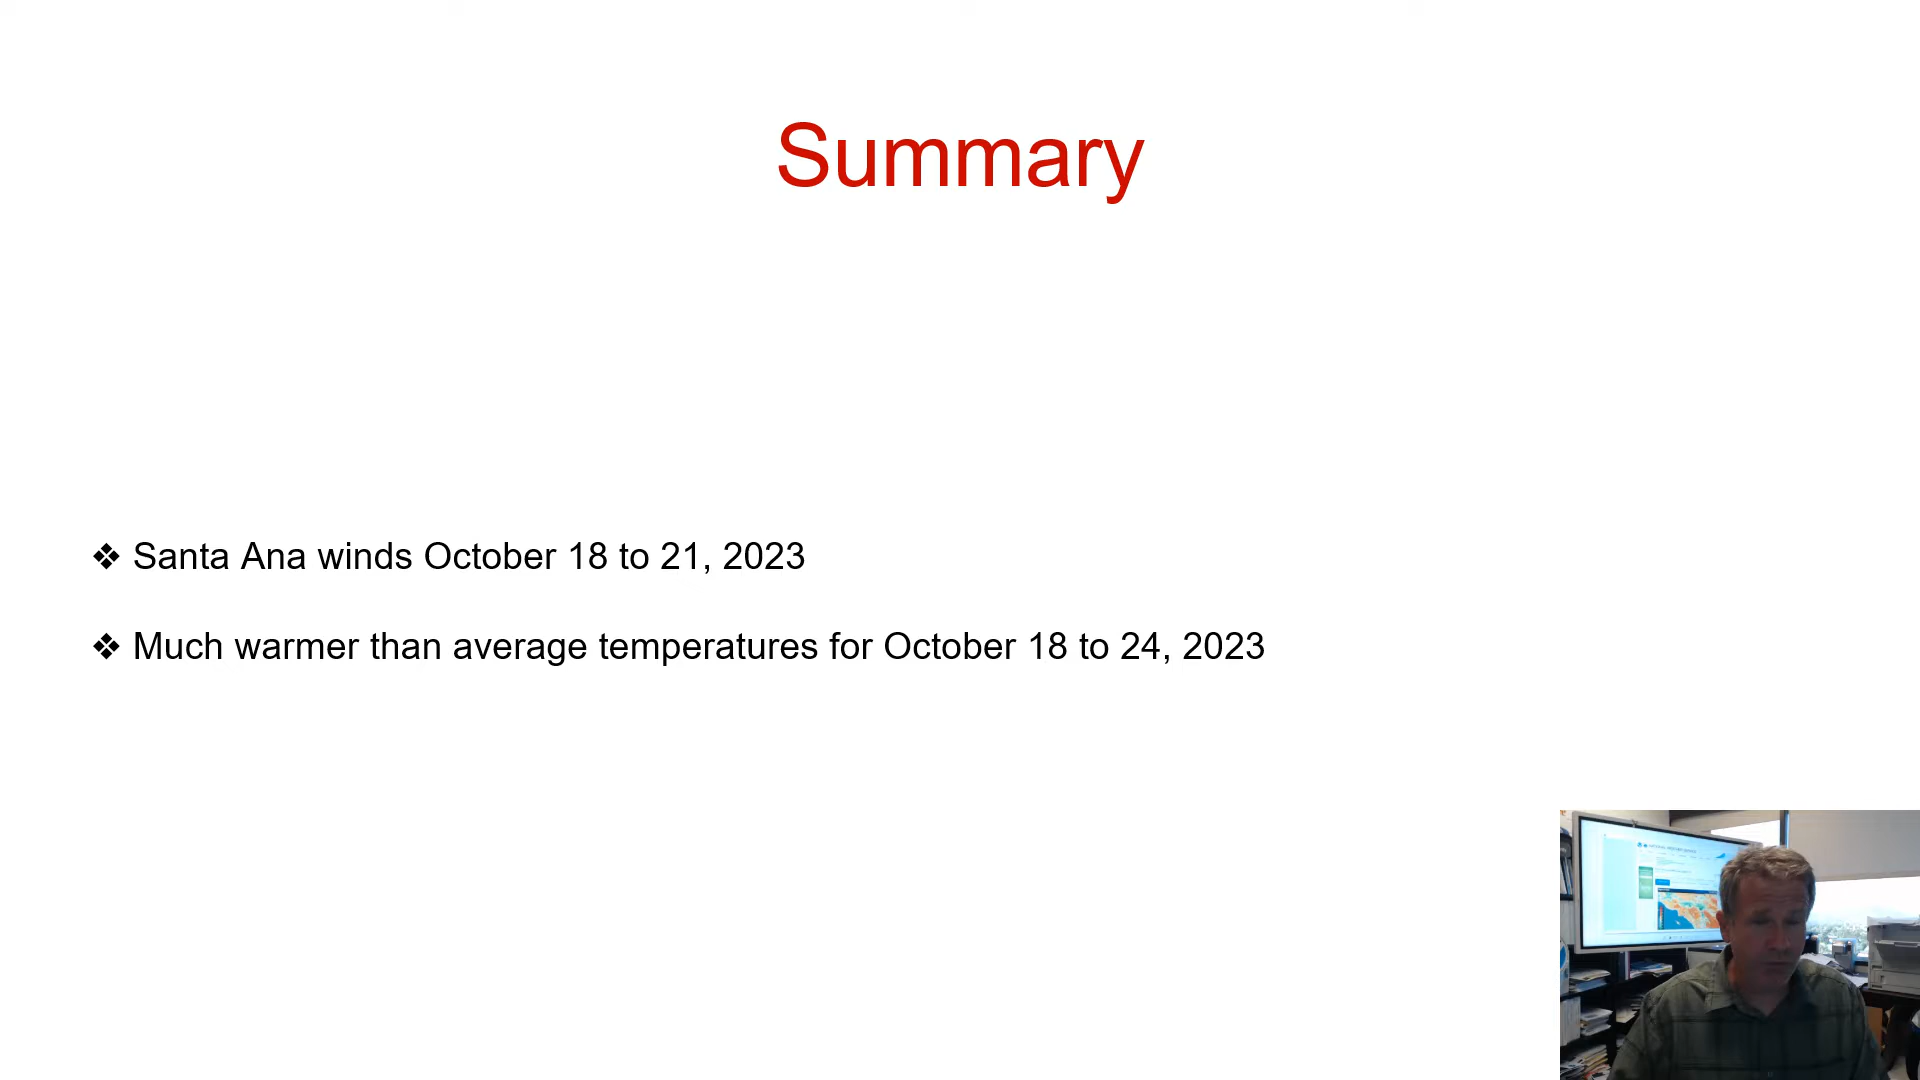 Summary
❖ Santa Ana winds October 18 to 21, 2023
❖ Much warmer than average temperatures for October 18 to 24, 2023